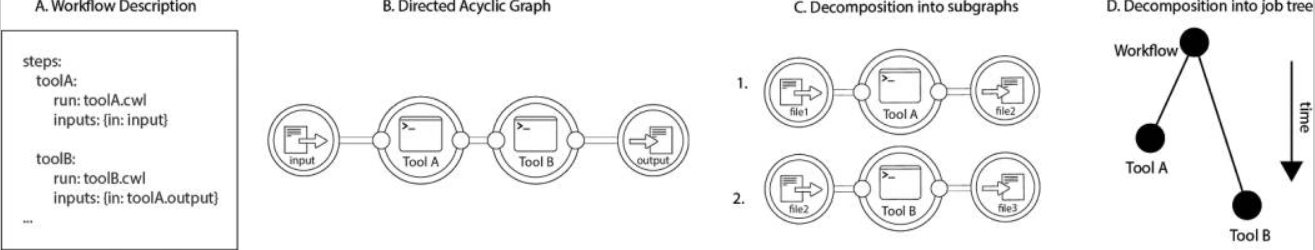 A. Workflow Description
steps:
toolA:
run: toolA.cwl
inputs: {in: input}
toolB:
run: toolB.cwl
inputs: {in: toolA.output}
...
B. Directed Acyclic Graph
>_
>_
input
Tool A
Tool B
output
C. Decomposition into subgraphs
1.
>_
file1
Tool A
file2
2.
>_
file2
Tool B
file3
D. Decomposition into job tree
Workflow
time
Tool A
Tool B